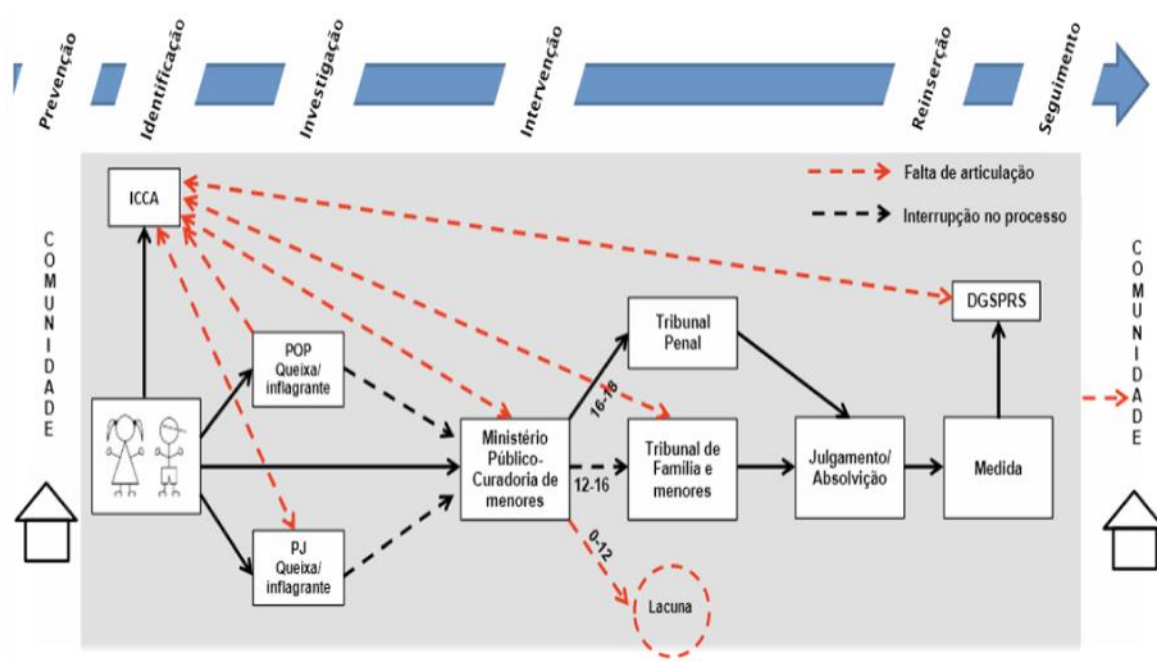 Prevenção
Identificação
Investigação
Intervenção
Reinserção
Seguimento
ICCA
Falta de articulação
Interrupção no processo
COMUNIDADE
COMUNIDADE
DGSPRS
POP
Queixa/
inflagrante
Tribunal
Penal
16-18
Ministério
Público-
Curadoria de
menores
12-16
Tribunal de
Família e
menores
Julgamento/
Absolvição
Medida
PJ
Queixa/
inflagrante
0-12
Lacuna